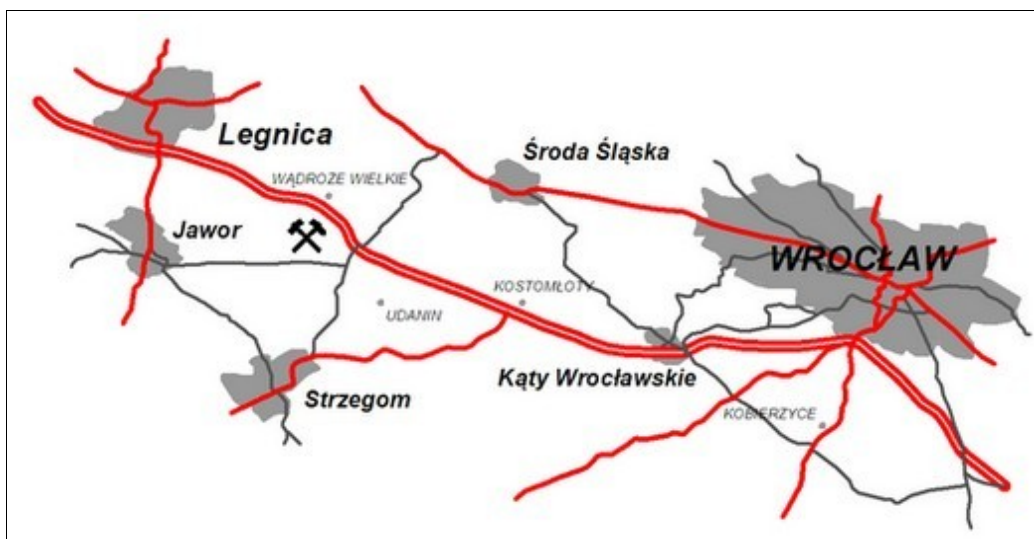 Legnica
Środa Śląska
WĄDROŻE WIELKIE
Jawor
WROCŁAW
KOSTOMŁOTY
UDANIN
Kąty Wrocławskie
Strzegom
KOBIERZYCE